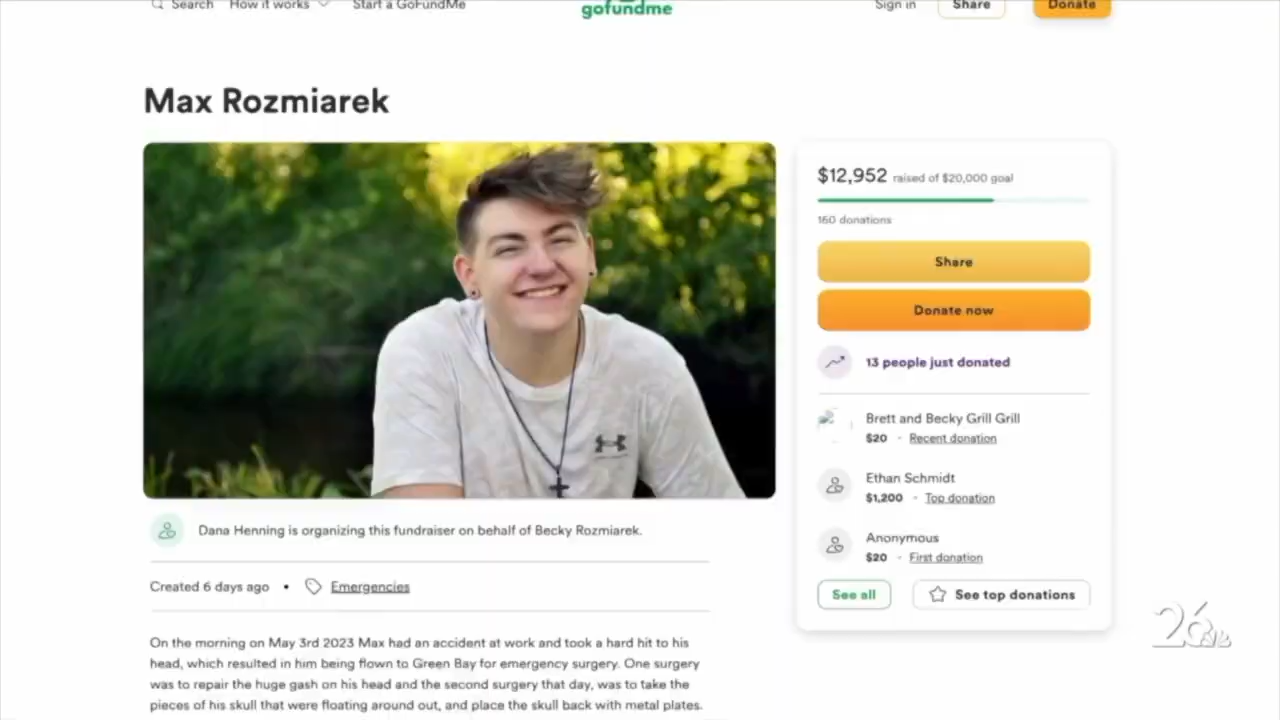 Search How it works Start a GoFundMe gofundme Sign in Share Donate
Max Rozmiarek
$12,952 raised of $20,000 goal
160 donations
Share
Donate now
13 people just donated
Brett and Becky Grill Grill
$20 · Recent donation
Ethan Schmidt
$1,200 · Top donation
Anonymous
$20 · First donation
See all See top donations
Dana Henning is organizing this fundraiser on behalf of Becky Rozmiarek.
Created 6 days ago • Emergencies
On the morning on May 3rd 2023 Max had an accident at work and took a hard hit to his
head, which resulted in him being flown to Green Bay for emergency surgery. One surgery
was to repair the huge gash on his head and the second surgery that day, was to take the
pieces of his skull that were floating around out, and place the skull back with metal plates.
26